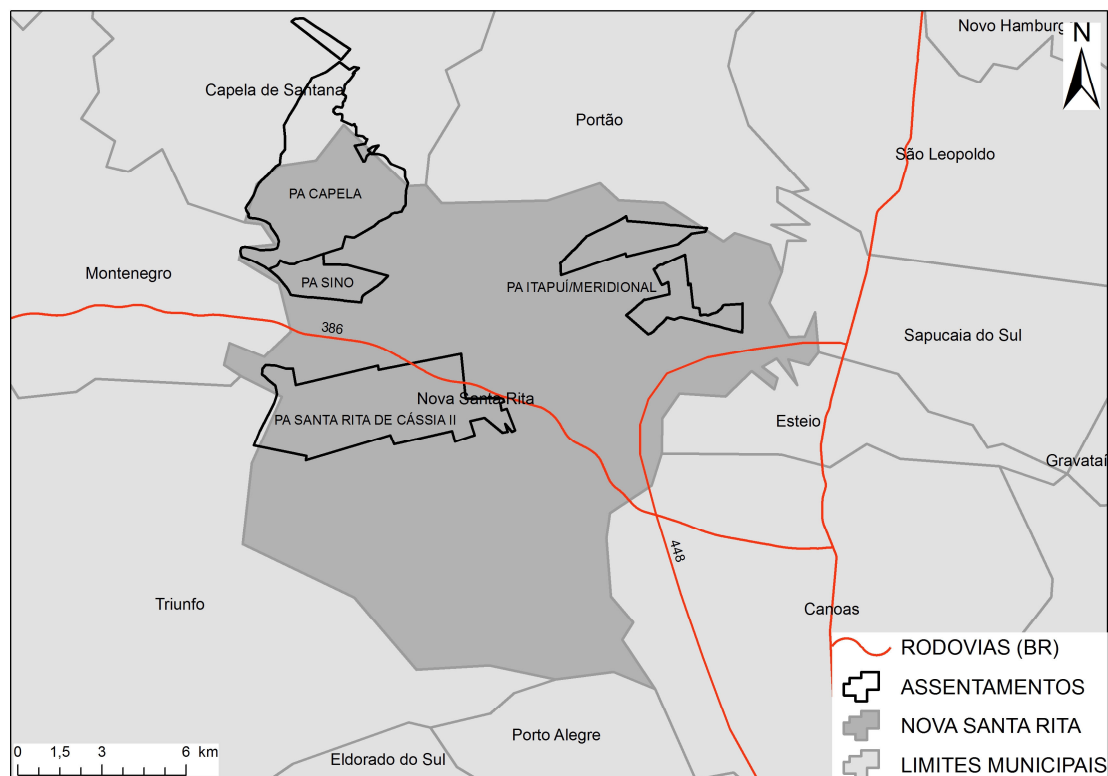 Novo Hamburg
N
Capela de Santana
Portão
São Leopoldo
PA CAPELA
Montenegro
PA SINO
PA ITAPUÍ/MERIDIONAL
386
Sapucaia do Sul
Nova Santa Rita
PA SANTA RITA DE CÁSSIA II
Esteio
Gravataí
448
Triunfo
Canoas
RODOVIAS (BR)
ASSENTAMENTOS
NOVA SANTA RITA
LIMITES MUNICIPAIS
Porto Alegre
Eldorado do Sul
0 1,5 3 6 km